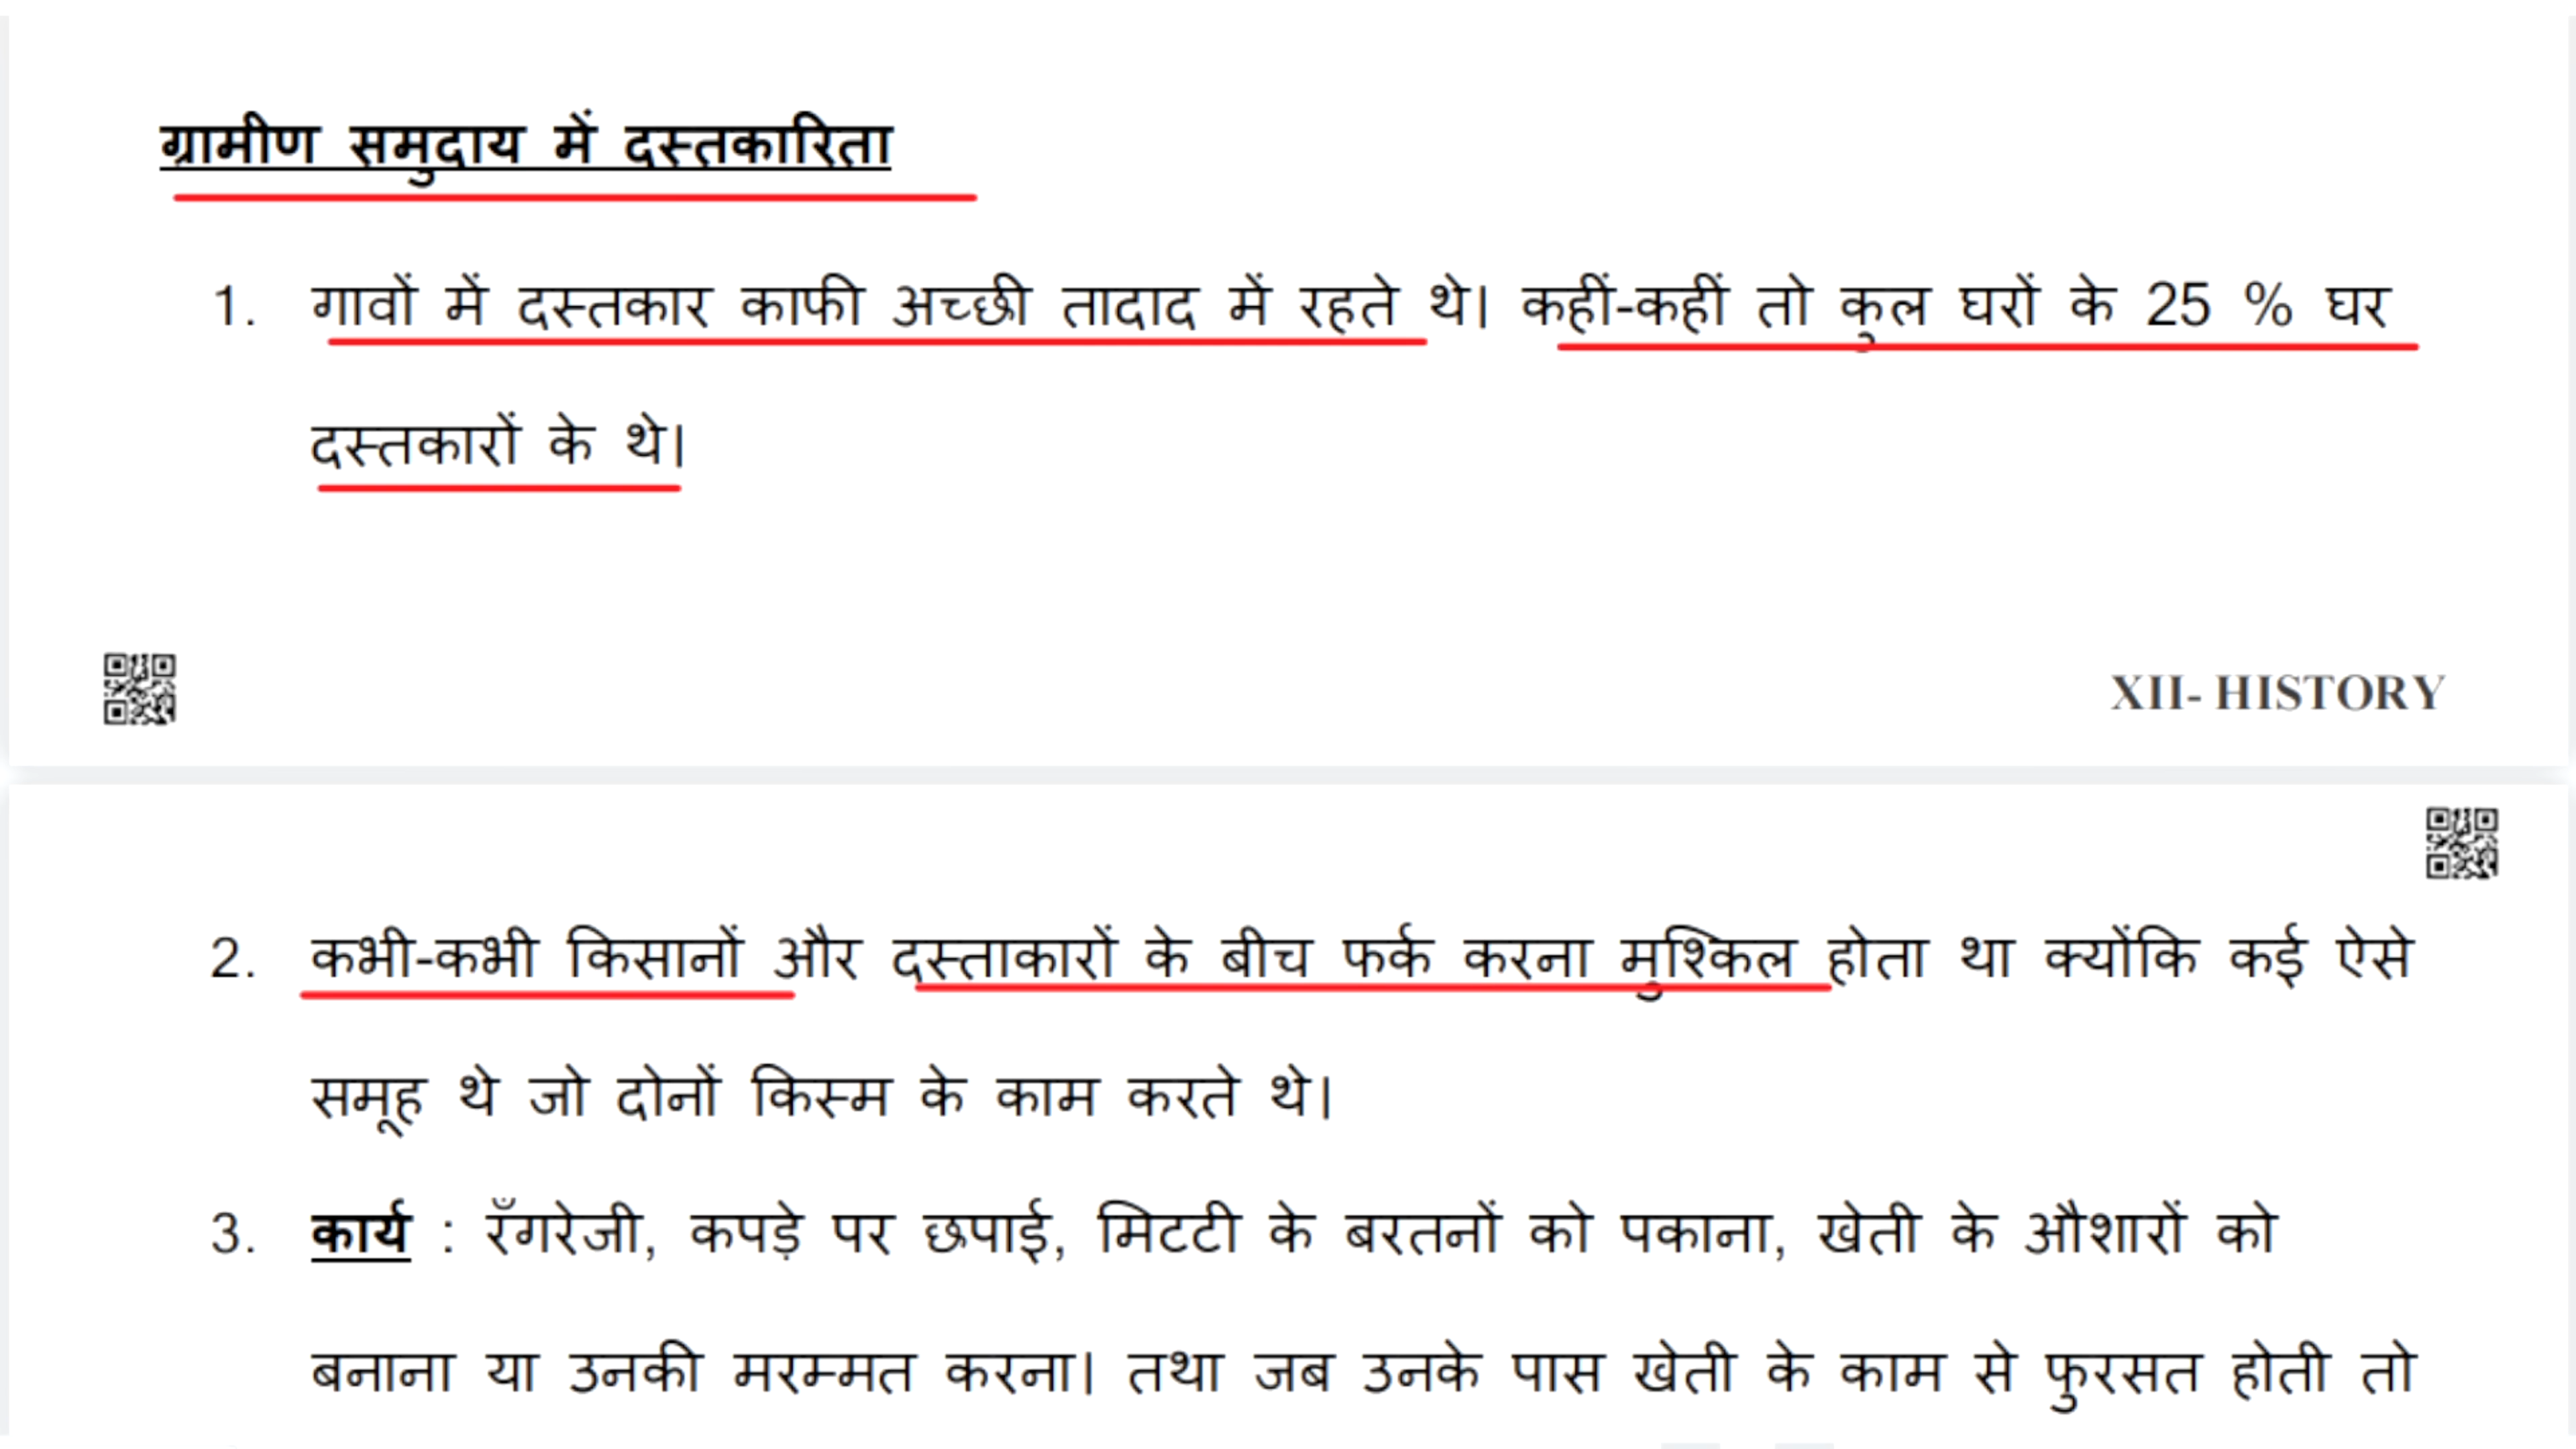 ग्रामीण समुदाय में दस्तकारिता
1. गावों में दस्तकार काफी अच्छी तादाद में रहते थे। कहीं-कहीं तो कुल घरों के 25 % घर
दस्तकारों के थे।
XII- HISTORY
2. कभी-कभी किसानों और दस्ताकारों के बीच फर्क करना मुश्किल होता था क्योंकि कई ऐसे
समूह थे जो दोनों किस्म के काम करते थे।
3. कार्य : रँगरेजी, कपड़े पर छपाई, मिटटी के बरतनों को पकाना, खेती के औशारों को
बनाना या उनकी मरम्मत करना। तथा जब उनके पास खेती के काम से फुरसत होती तो